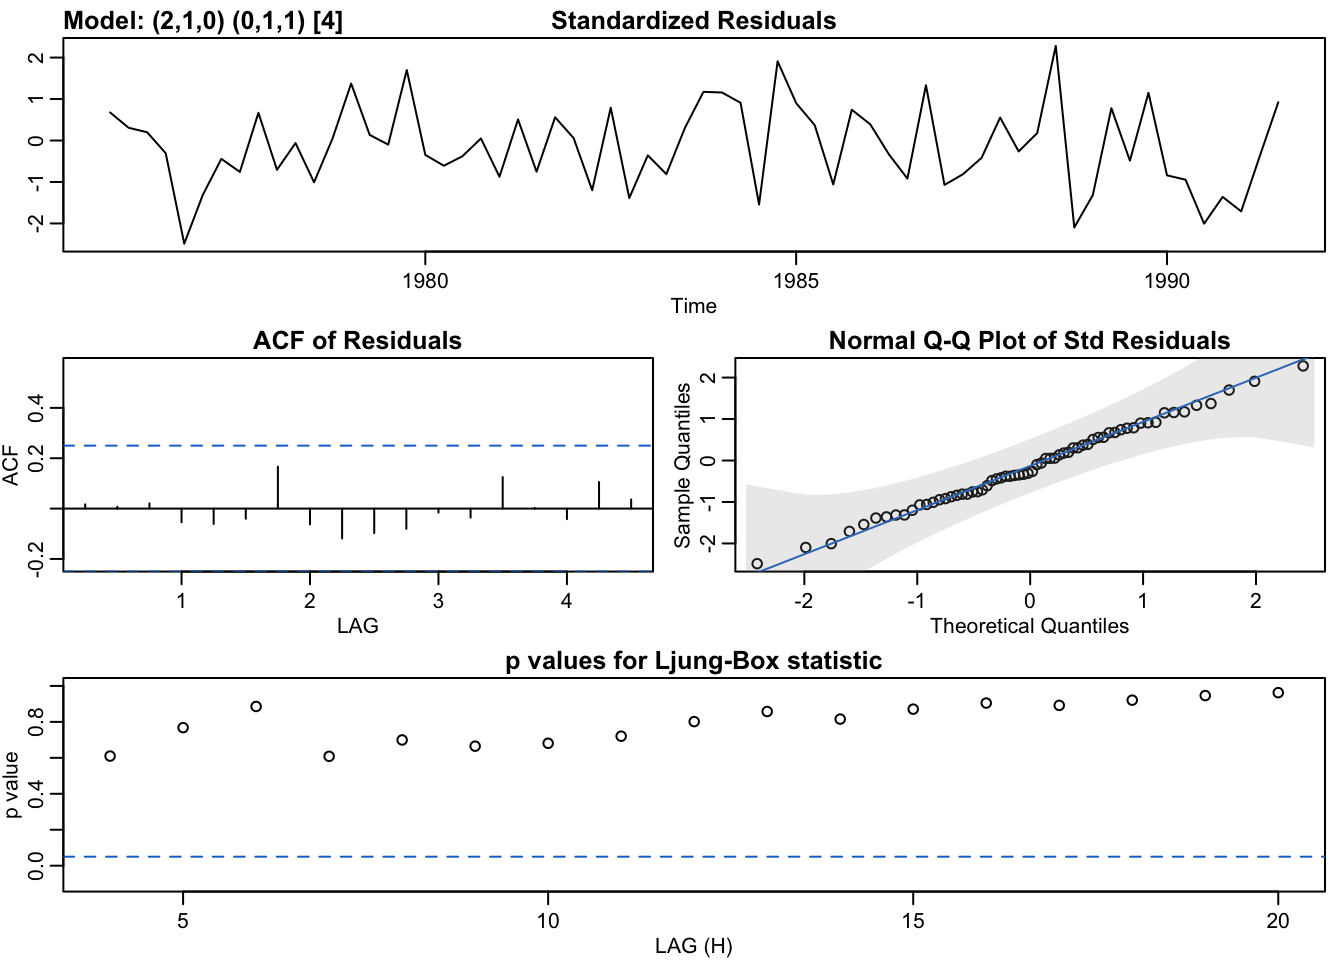 Model: (2,1,0) (0,1,1) [4]
Standardized Residuals
2
1
0
-1
-2
1980
1985
1990
Time
ACF of Residuals
ACF
0.4
0.2
-0.2
1
2
3
4
LAG
Normal Q-Q Plot of Std Residuals
Sample Quantiles
2
1
0
-1
-2
-2
-1
0
1
2
Theoretical Quantiles
p values for Ljung-Box statistic
p value
0.8
0.4
0.0
5
10
15
20
LAG (H)